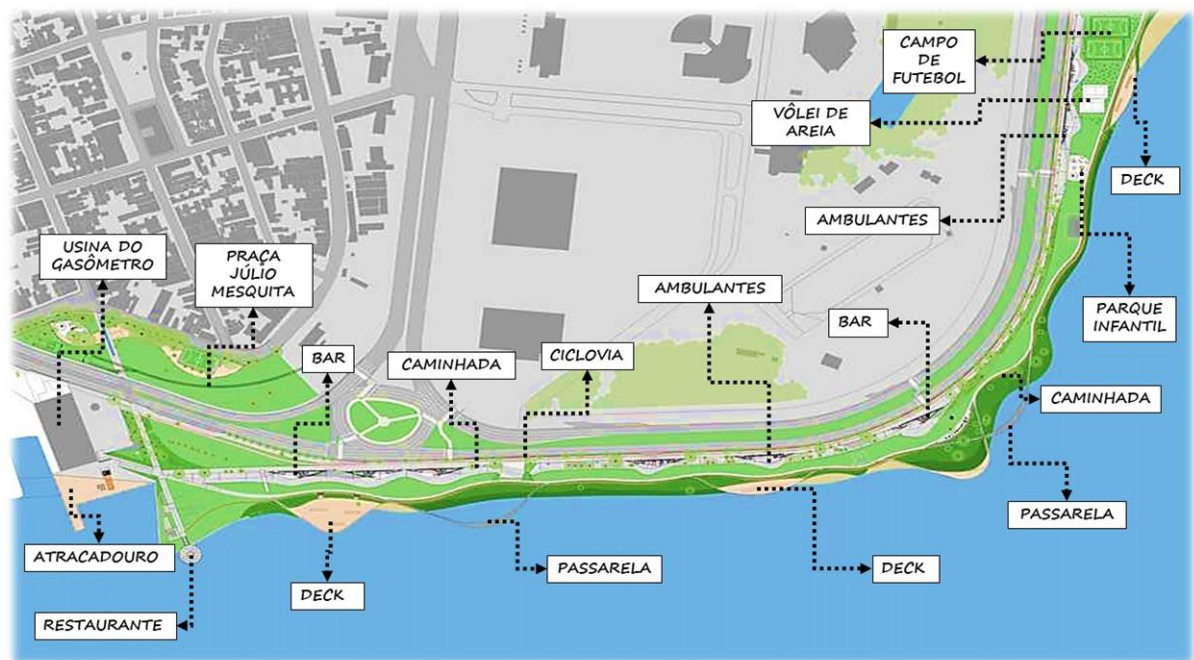 CAMPO
DE
FUTEBOL
VÔLEI DE
AREIA
DECK
AMBULANTES
USINA DO
GASÔMETRO
PRAÇA
JÚLIO
MESQUITA
AMBULANTES
PARQUE
INFANTIL
BAR
BAR
CAMINHADA
CICLOVIA
CAMINHADA
PASSARELA
ATRACADOURO
PASSARELA
DECK
DECK
RESTAURANTE